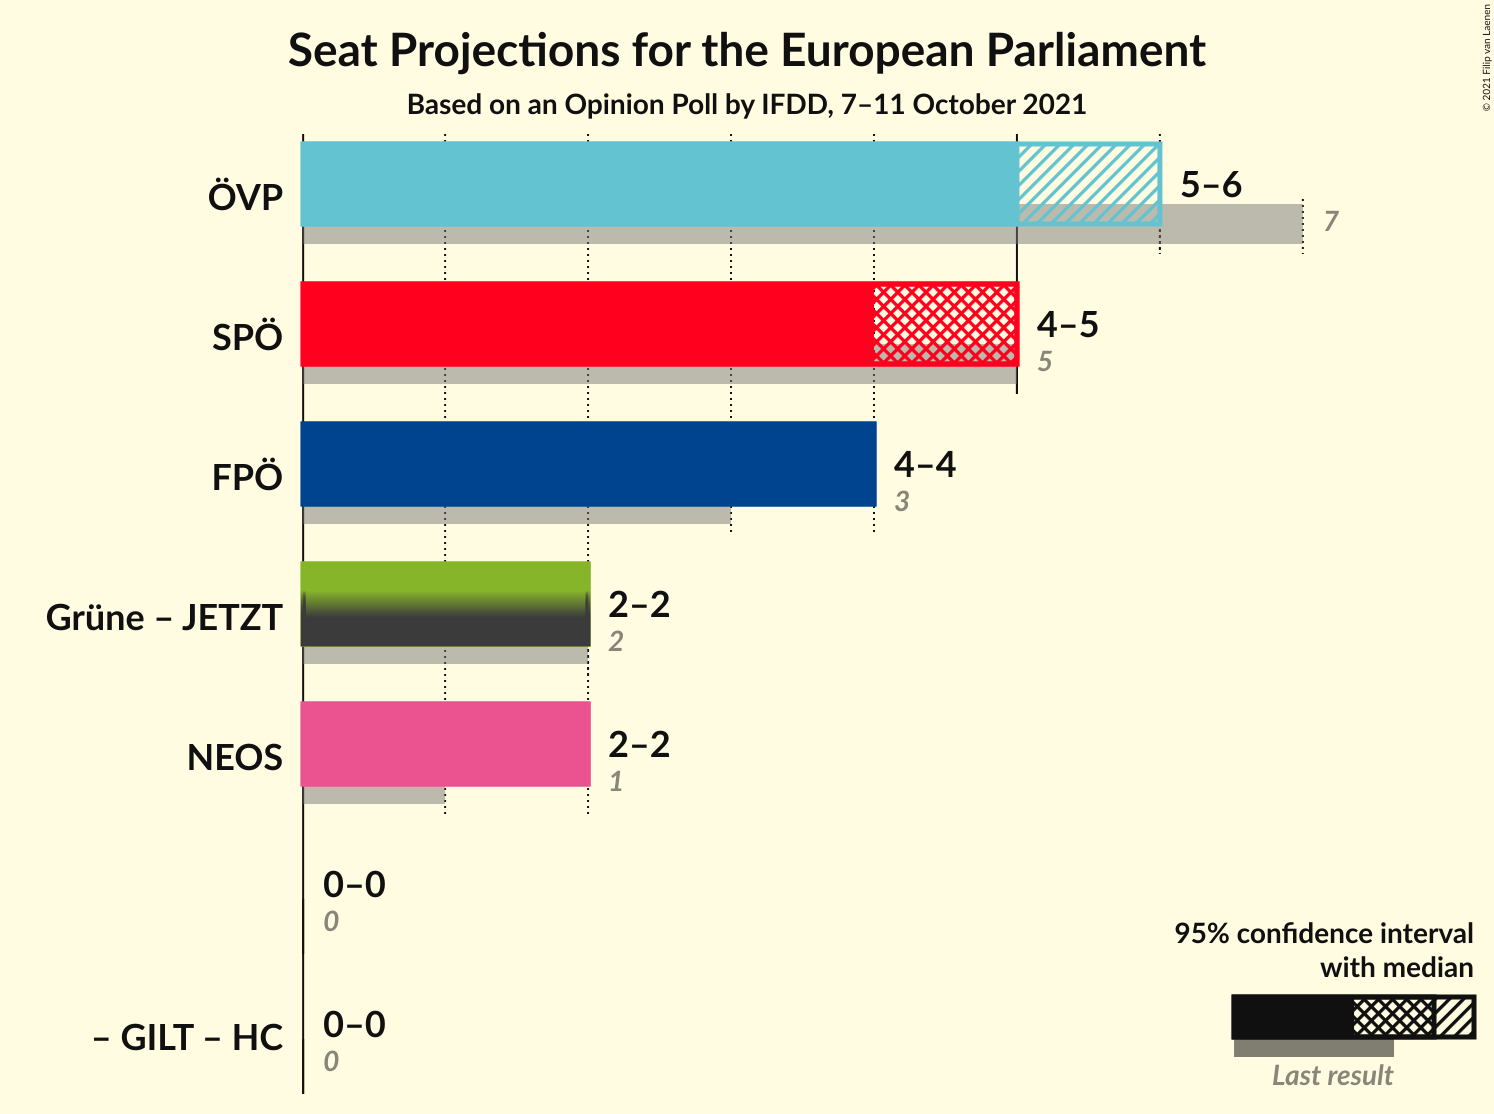 Seat Projections for the European Parliament
Based on an Opinion Poll by IFDD, 7–11 October 2021
© 2021 Filip van Laenen
ÖVP
5–6
7
SPÖ
4–5
5
FPÖ
4–4
3
Grüne – JETZT
2–2
2
NEOS
2–2
1
0–0
0
– GILT – HC
0–0
0
95% confidence interval
with median
Last result